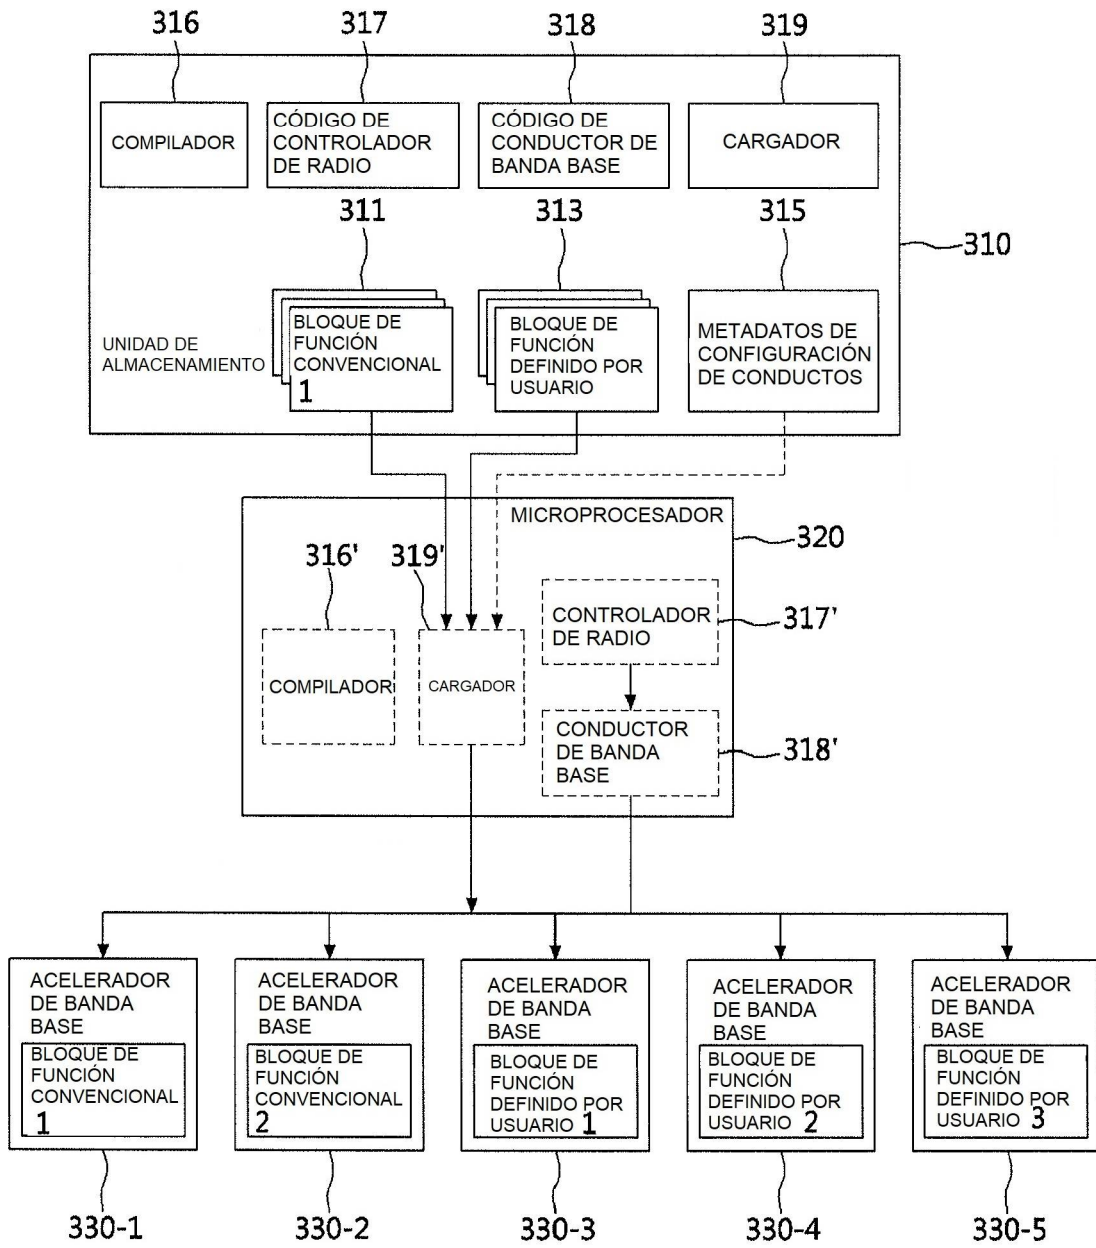 316
317
318
319
COMPILADOR
CÓDIGO DE
CONTROLADOR
DE RADIO
CÓDIGO DE
CONDUCTOR DE
BANDA BASE
CARGADOR
311
313
315
310
UNIDAD DE
ALMACENAMIENTO
BLOQUE DE
FUNCIÓN
CONVENCIONAL
1
BLOQUE DE
FUNCIÓN
DEFINIDO POR
USUARIO
METADATOS DE
CONFIGURACIÓN
DE CONDUCTOS
MICROPROCESADOR
320
316'
319'
COMPILADOR
CARGADOR
CONTROLADOR
DE RADIO
317'
CONDUCTOR
DE BANDA
BASE
318'
ACELERADOR
DE BANDA
BASE
BLOQUE DE
FUNCIÓN
CONVENCIONAL
1
ACELERADOR
DE BANDA
BASE
BLOQUE DE
FUNCIÓN
CONVENCIONAL
2
ACELERADOR
DE BANDA
BASE
BLOQUE DE
FUNCIÓN
DEFINIDO POR
USUARIO 1
ACELERADOR
DE BANDA
BASE
BLOQUE DE
FUNCIÓN
DEFINIDO POR
USUARIO 2
ACELERADOR
DE BANDA
BASE
BLOQUE DE
FUNCIÓN
DEFINIDO POR
USUARIO 3
330-1
330-2
330-3
330-4
330-5